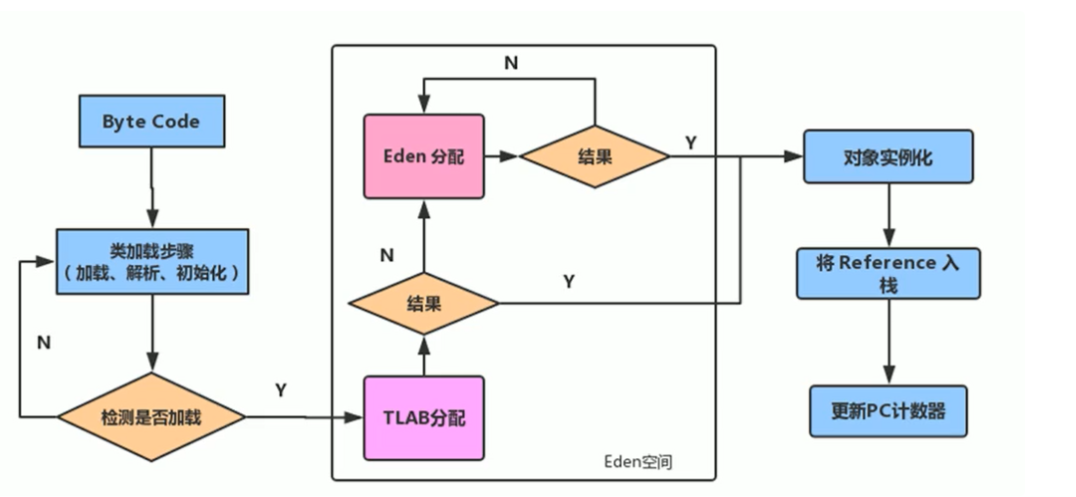 Byte Code
类加载步骤
（加载、解析、初始化）
N
检测是否加载
Y
N
Eden 分配
结果
Y
N
结果
Y
TLAB分配
Eden空间
对象实例化
将 Reference 入
栈
更新PC计数器